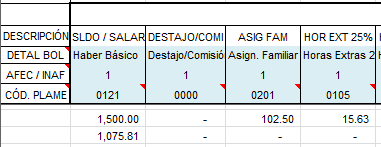 DESCRIPCIÓN SLDO / SALAR DESTAJO/COMI ASIG FAM HOR EXT 25%
DETAL BOL Haber Básico Destajo/Comisió Asign. Familiar Horas Extras 2
AFEC / INAF 1 1 1 1
CÓD. PLAME 0121 0000 0201 0105
1,500.00 - 102.50 15.63
1,075.81 - - -